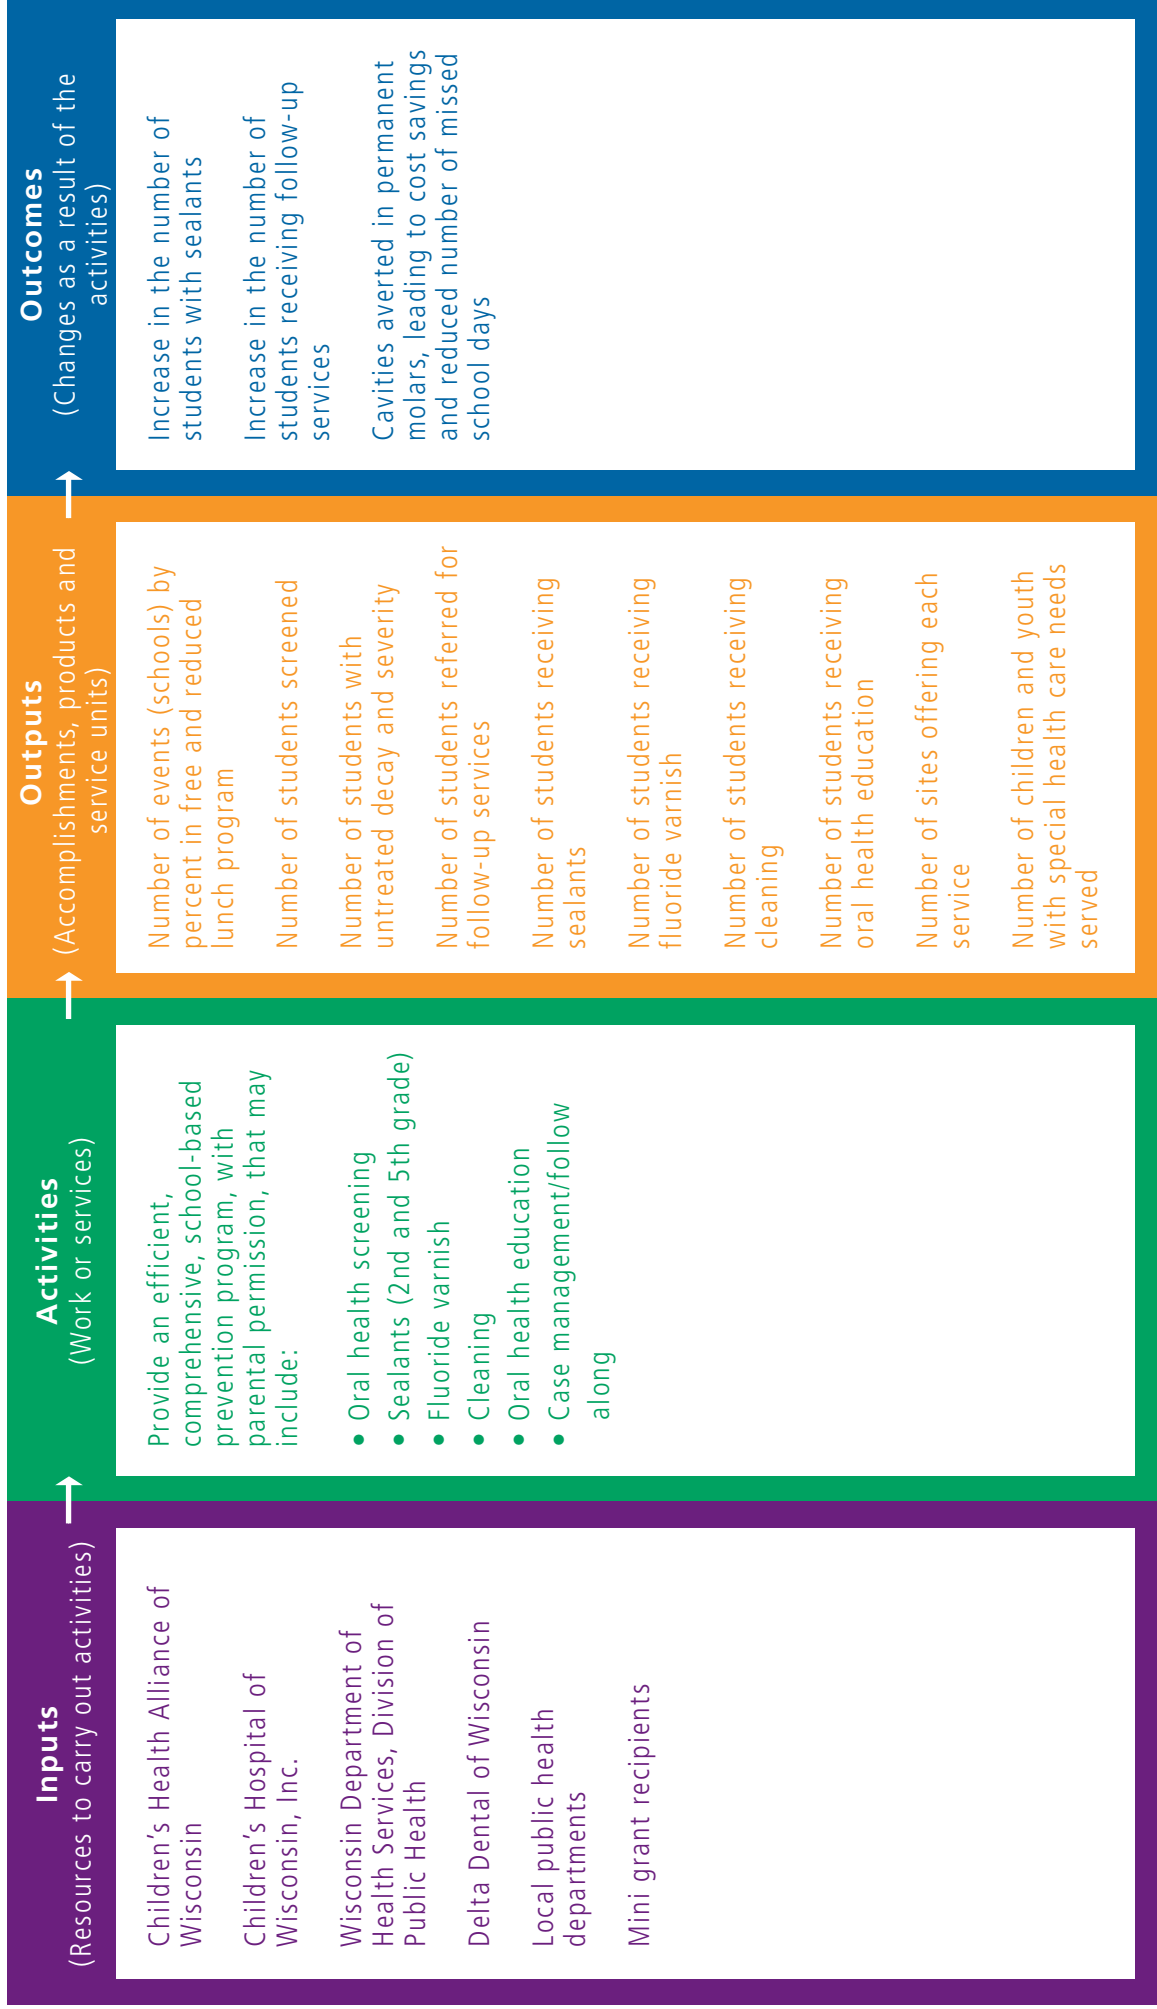 Inputs
(Resources to carry out activities)
Children’s Health Alliance of
Wisconsin
Children’s Hospital of
Wisconsin, Inc.
Wisconsin Department of
Health Services, Division of
Public Health
Delta Dental of Wisconsin
Local public health
departments
Mini grant recipients
Activities
(Work or services)
Provide an efficient,
comprehensive, school-based
prevention program, with
parental permission, that may
include:
• Oral health screening
• Sealants (2nd and 5th grade)
• Fluoride varnish
• Cleaning
• Oral health education
• Case management/follow
along
Outputs
(Accomplishments, products and
service units)
Number of events (schools) by
percent in free and reduced
lunch program
Number of students screened
Number of students with
untreated decay and severity
Number of students referred for
follow-up services
Number of students receiving
sealants
Number of students receiving
fluoride varnish
Number of students receiving
cleaning
Number of students receiving
oral health education
Number of sites offering each
service
Number of children and youth
with special health care needs
served
Outcomes
(Changes as a result of the
activities)
Increase in the number of
students with sealants
Increase in the number of
students receiving follow-up
services
Cavities averted in permanent
molars, leading to cost savings
and reduced number of missed
school days